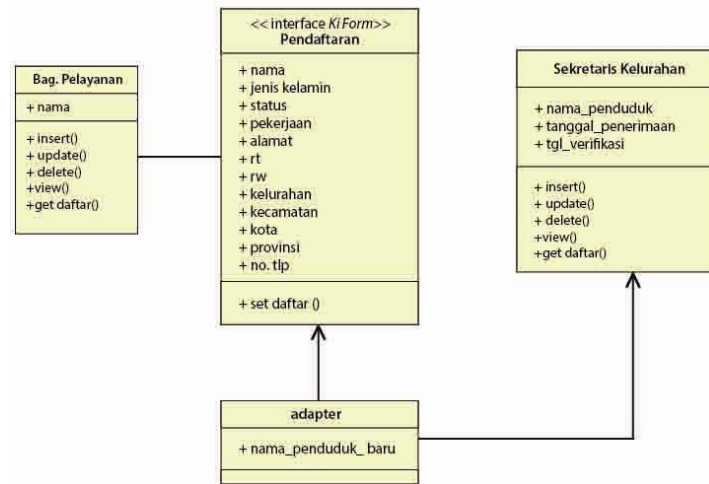 Bag. Pelayanan
+ nama
+ insert()
+ update()
+ delete()
+view()
+get daftar()
<< interface Ki Form>>
Pendaftaran
+ nama
+ jenis kelamin
+ status
+ pekerjaan
+ alamat
+ rt
+ rw
+ kelurahan
+ kecamatan
+ kota
+ provinsi
+ no. tlp
+ set daftar ()
Sekretaris Kelurahan
+ nama_penduduk
+ tanggal_penerimaan
+ tgl_verifikasi
+ insert()
+ update()
+ delete()
+view()
+get daftar()
adapter
+ nama_penduduk_ baru